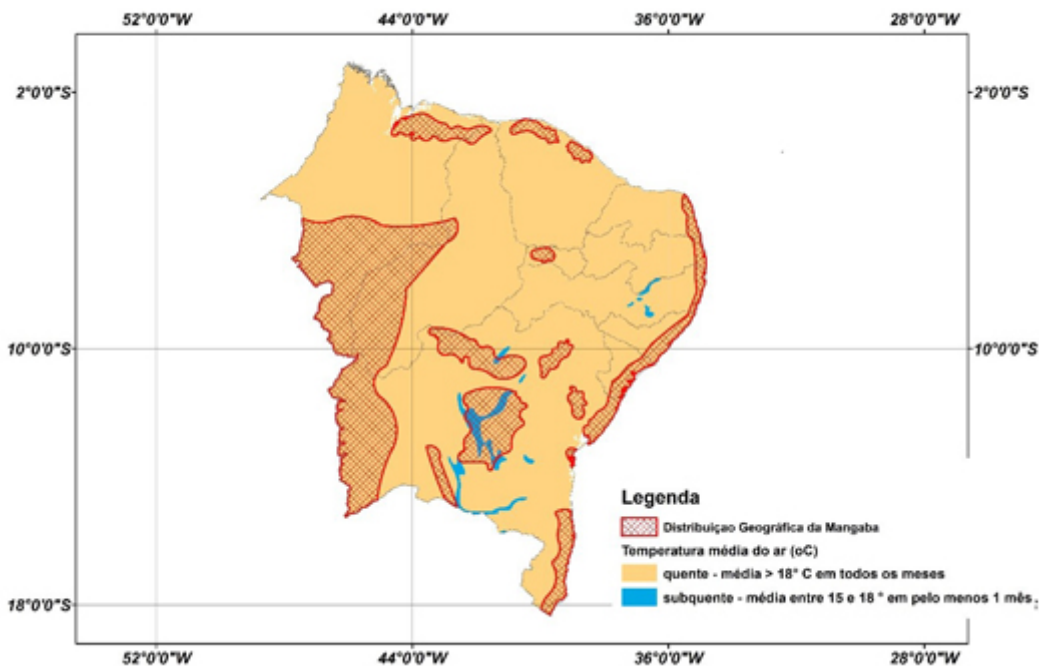 52°0'0"W 44°0'0"W 36°0'0"W 28°0'0"W
2°0'0"S 2°0'0"S
10°0'0"S 10°0'0"S
Legenda
Distribuiçao Geográfica da Mangaba
Temperatura média do ar (oC)
quente - média > 18° C em todos os meses
subquente - média entre 15 e 18 ° em pelo menos 1 mês.
18°0'0"S 18°0'0"S
52°0'0"W 44°0'0"W 36°0'0"W 28°0'0"W